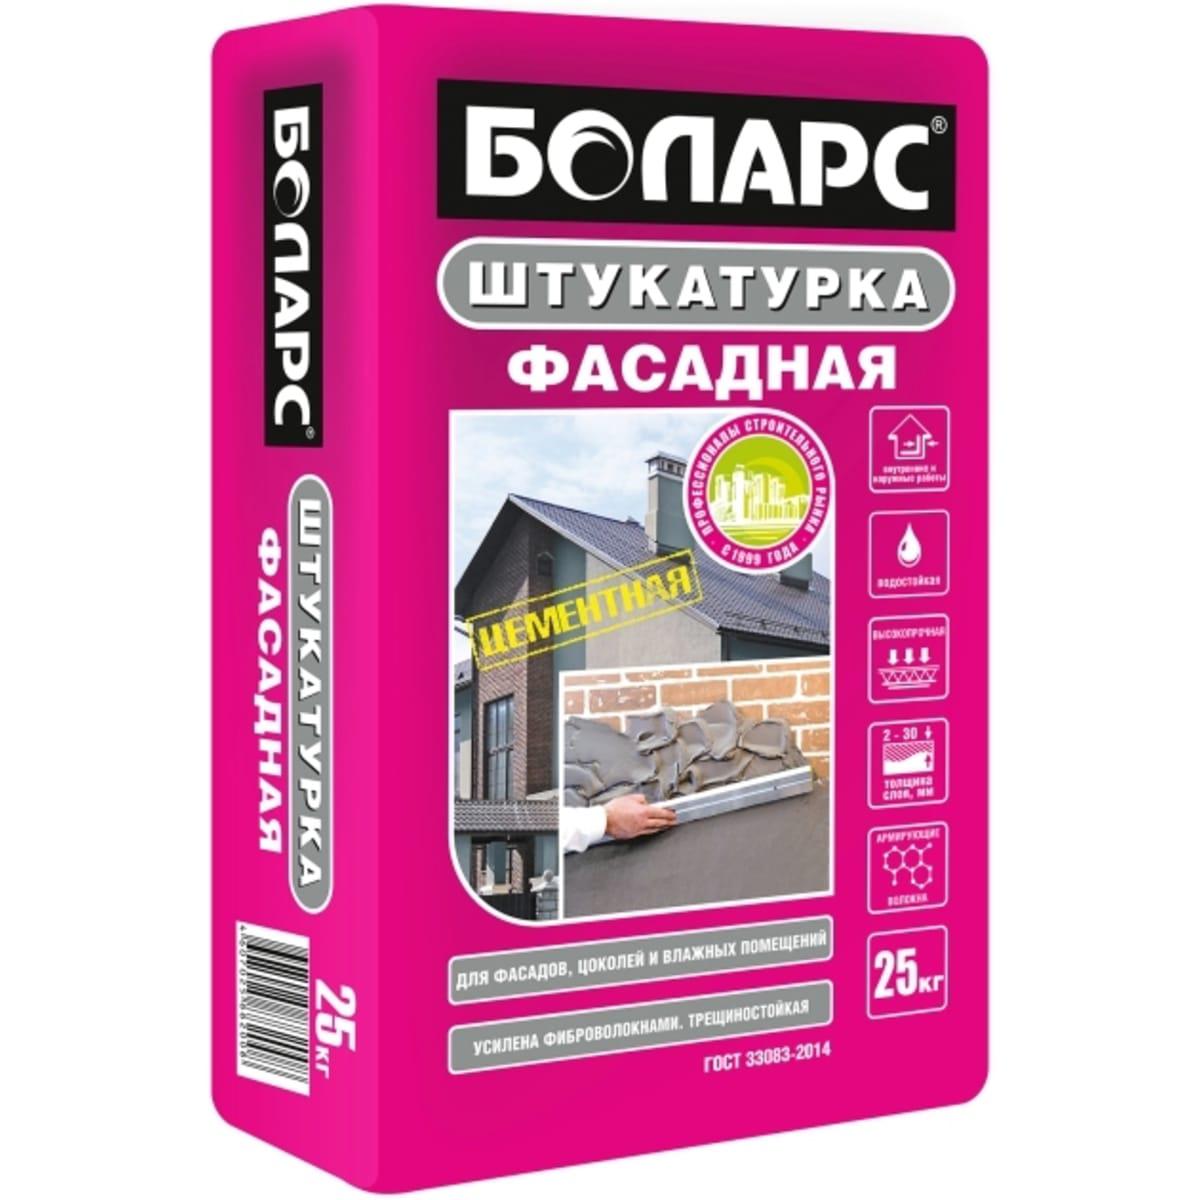 БОЛАРС®
ШТУКАТУРКА
ФАСАДНАЯ
ПРОФЕССИОНАЛЫ СТРОИТЕЛЬНОГО РЫНКА
· С 1999 ГОДА ·
ЦЕМЕНТНАЯ
внутренние и
наружные работы
водостойкая
ВЫСОКОПРОЧНАЯ
2 - 30
толщина
слоя, мм
АРМИРУЮЩИЕ
ВОЛОКНА
25кг
ДЛЯ ФАСАДОВ, ЦОКОЛЕЙ И ВЛАЖНЫХ ПОМЕЩЕНИЙ
УСИЛЕНА ФИБРОВОЛОКНАМИ. ТРЕЩИНОСТОЙКАЯ
ГОСТ 33083-2014
БОЛАРС®
ШТУКАТУРКА
ФАСАДНАЯ
25кг